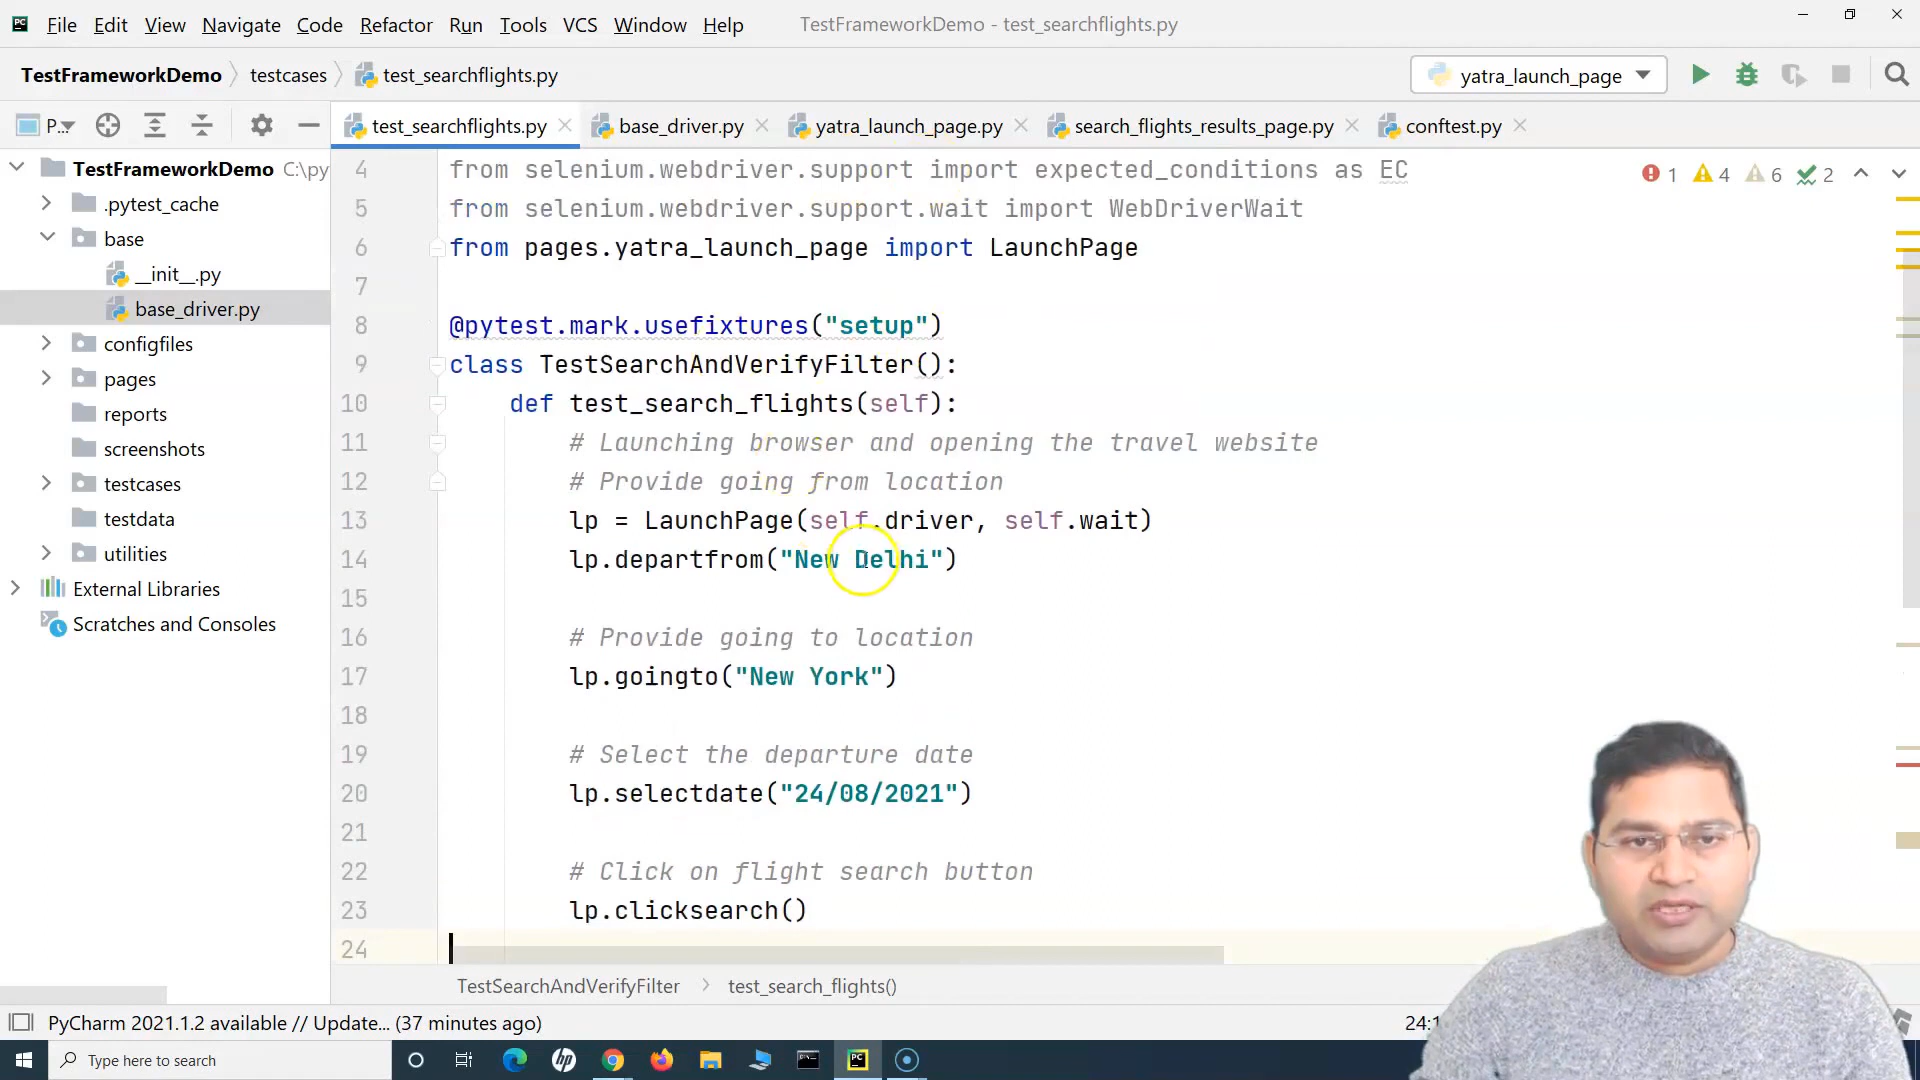 File Edit View Navigate Code Refactor Run Tools VCS Window Help TestFrameworkDemo - test_searchflights.py
TestFrameworkDemo testcases test_searchflights.py yatra_launch_page
P... test_searchflights.py base_driver.py yatra_launch_page.py search_flights_results_page.py conftest.py
TestFrameworkDemo C:\py
.pytest_cache
base
__init__.py
base_driver.py
configfiles
pages
reports
screenshots
testcases
testdata
utilities
External Libraries
Scratches and Consoles
1 4 6 2
4 from selenium.webdriver.support import expected_conditions as EC
5 from selenium.webdriver.support.wait import WebDriverWait
6 from pages.yatra_launch_page import LaunchPage
7
8 @pytest.mark.usefixtures("setup")
9 class TestSearchAndVerifyFilter():
10 def test_search_flights(self):
11 # Launching browser and opening the travel website
12 # Provide going from location
13 lp = LaunchPage(self.driver, self.wait)
14 lp.departfrom("New Delhi")
15
16 # Provide going to location
17 lp.goingto("New York")
18
19 # Select the departure date
20 lp.selectdate("24/08/2021")
21
22 # Click on flight search button
23 lp.clicksearch()
24
TestSearchAndVerifyFilter test_search_flights()
PyCharm 2021.1.2 available // Update... (37 minutes ago) 24:1
Type here to search